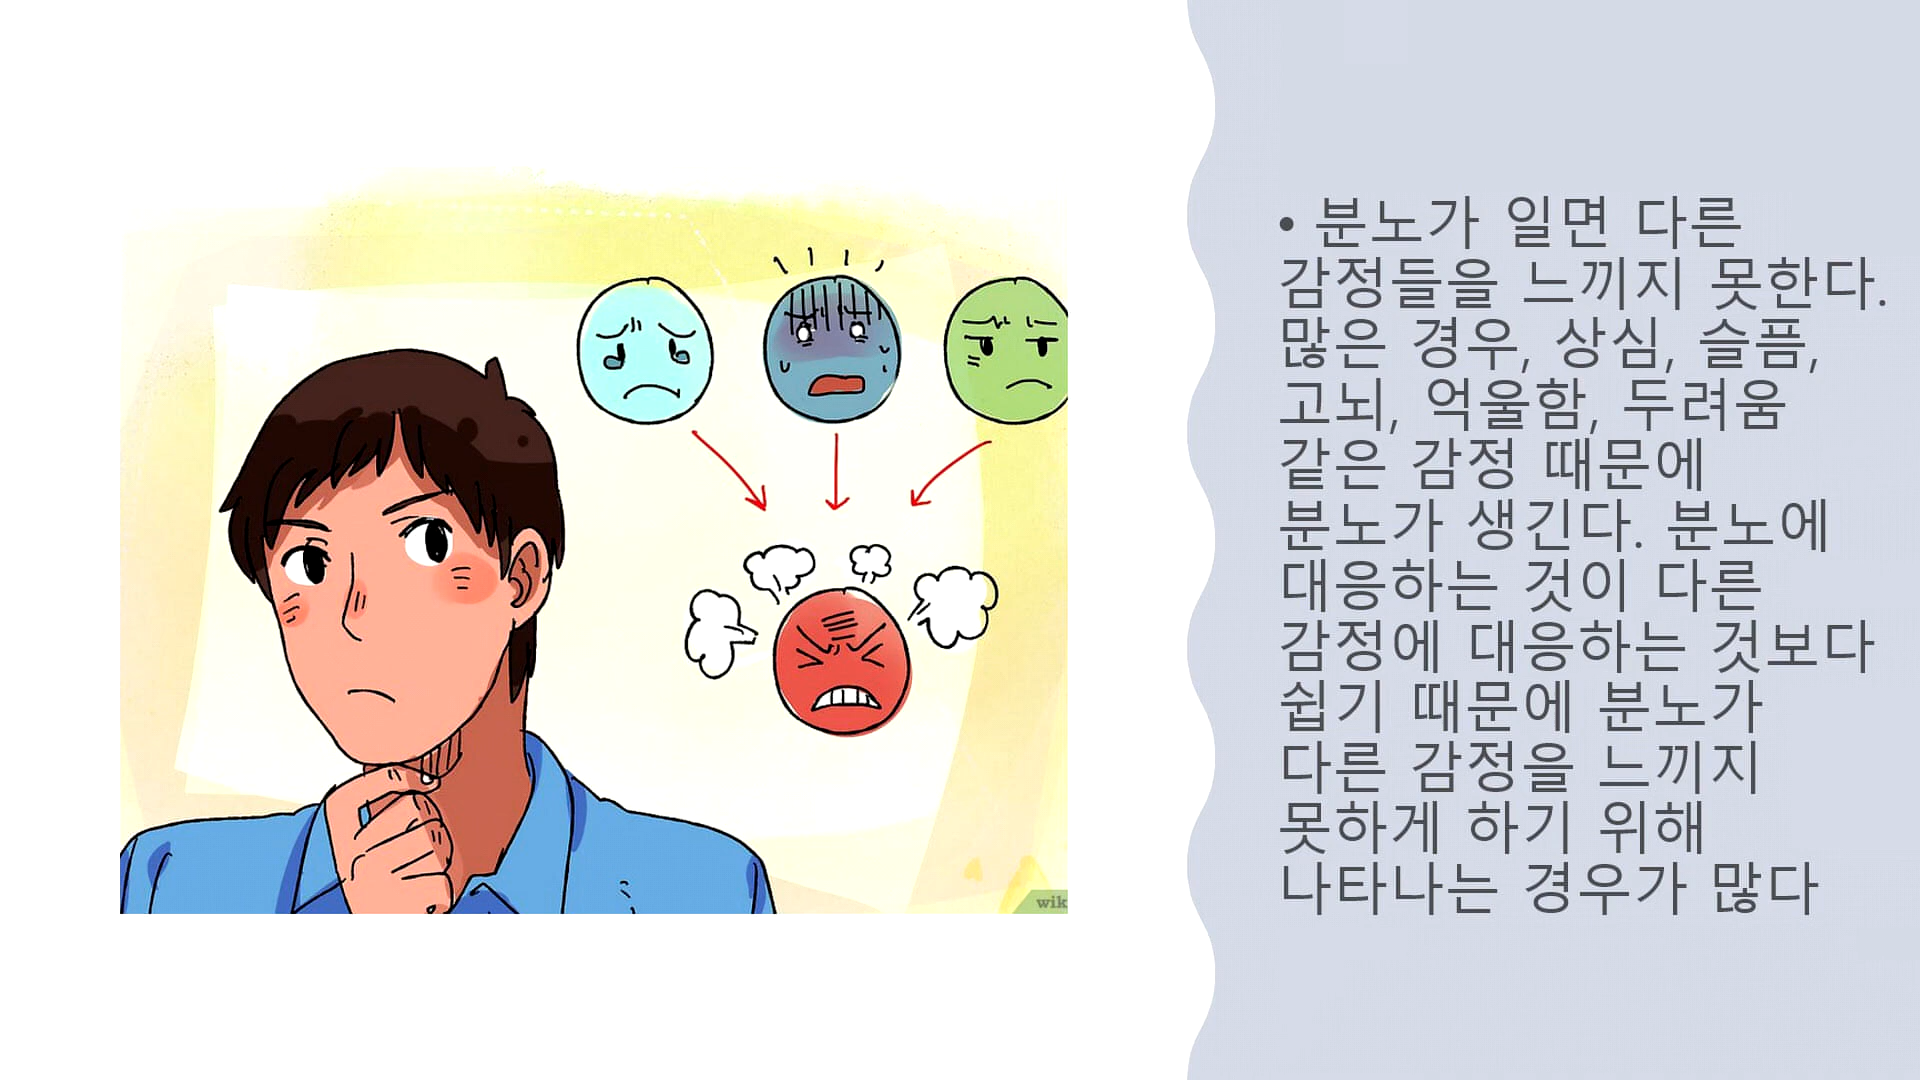 • 분노가 일면 다른
감정들을 느끼지 못한다.
많은 경우, 상심, 슬픔,
고뇌, 억울함, 두려움
같은 감정 때문에
분노가 생긴다. 분노에
대응하는 것이 다른
감정에 대응하는 것보다
쉽기 때문에 분노가
다른 감정을 느끼지
못하게 하기 위해
나타나는 경우가 많다
wik